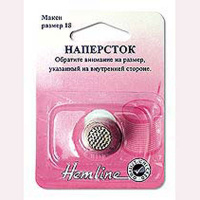 Макси
размер 18
НАПЕРСТОК
Обратите внимание на размер,
указанный на внутренней стороне.
Hemline